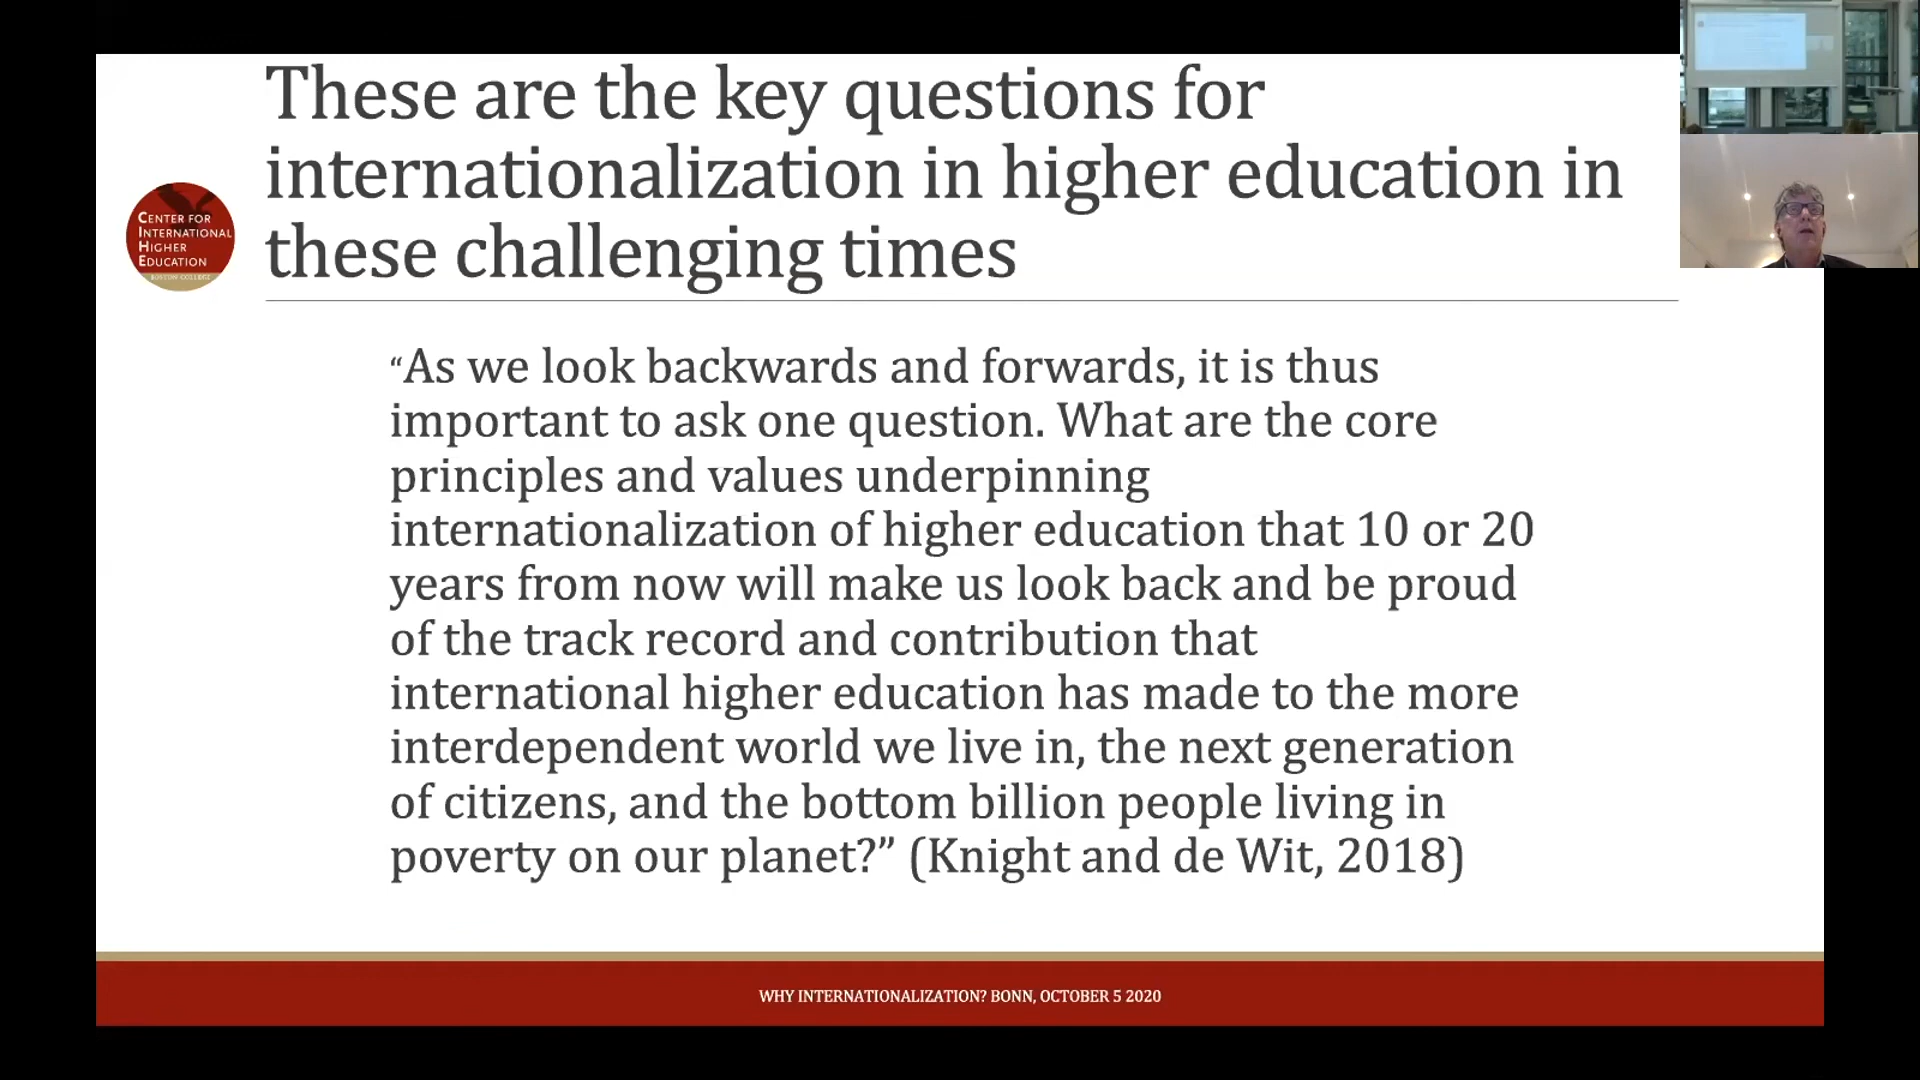 These are the key questions for
internationalization in higher education in
these challenging times
CENTER FOR
INTERNATIONAL
HIGHER
EDUCATION
BOSTON COLLEGE
“As we look backwards and forwards, it is thus
important to ask one question. What are the core
principles and values underpinning
internationalization of higher education that 10 or 20
years from now will make us look back and be proud
of the track record and contribution that
international higher education has made to the more
interdependent world we live in, the next generation
of citizens, and the bottom billion people living in
poverty on our planet?” (Knight and de Wit, 2018)
WHY INTERNATIONALIZATION? BONN, OCTOBER 5 2020